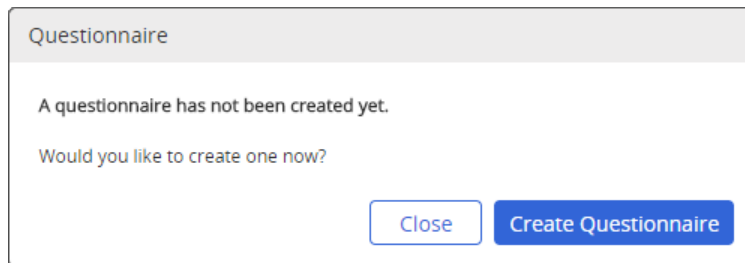 Questionnaire
A questionnaire has not been created yet.
Would you like to create one now?
Close
Create Questionnaire